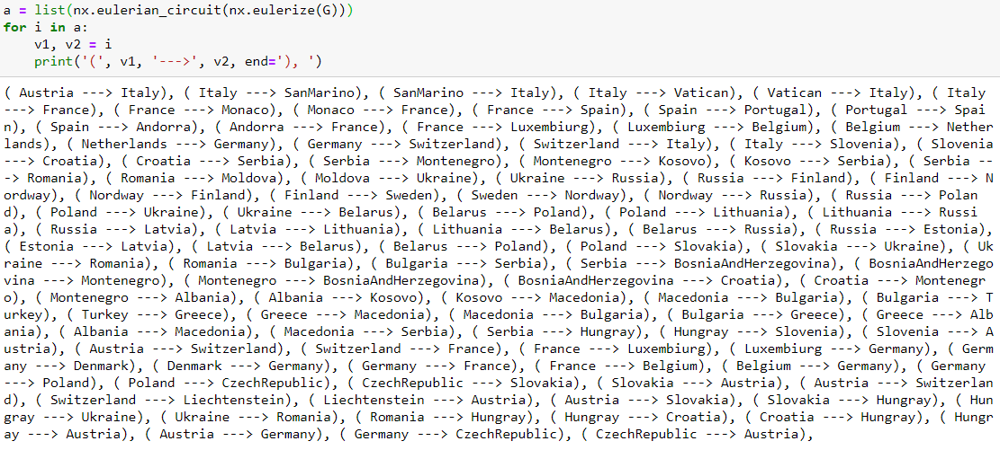 a = list(nx.eulerian_circuit(nx.eulerize(G)))
for i in a:
    v1, v2 = i
    print('(', v1, '--->', v2, end='), ')
( Austria ---> Italy), ( Italy ---> SanMarino), ( SanMarino ---> Italy), ( Italy ---> Vatican), ( Vatican ---> Italy), ( Italy
---> France), ( France ---> Monaco), ( Monaco ---> France), ( France ---> Spain), ( Spain ---> Portugal), ( Portugal ---> Spai
n), ( Spain ---> Andorra), ( Andorra ---> France), ( France ---> Luxembiurg), ( Luxembiurg ---> Belgium), ( Belgium ---> Nether
lands), ( Netherlands ---> Germany), ( Germany ---> Switzerland), ( Switzerland ---> Italy), ( Italy ---> Slovenia), ( Slovenia
---> Croatia), ( Croatia ---> Serbia), ( Serbia ---> Montenegro), ( Montenegro ---> Kosovo), ( Kosovo ---> Serbia), ( Serbia --
-> Romania), ( Romania ---> Moldova), ( Moldova ---> Ukraine), ( Ukraine ---> Russia), ( Russia ---> Finland), ( Finland ---> N
ordway), ( Nordway ---> Finland), ( Finland ---> Sweden), ( Sweden ---> Nordway), ( Nordway ---> Russia), ( Russia ---> Polan
d), ( Poland ---> Ukraine), ( Ukraine ---> Belarus), ( Belarus ---> Poland), ( Poland ---> Lithuania), ( Lithuania ---> Russi
a), ( Russia ---> Latvia), ( Latvia ---> Lithuania), ( Lithuania ---> Belarus), ( Belarus ---> Russia), ( Russia ---> Estonia),
( Estonia ---> Latvia), ( Latvia ---> Belarus), ( Belarus ---> Poland), ( Poland ---> Slovakia), ( Slovakia ---> Ukraine), ( Uk
raine ---> Romania), ( Romania ---> Bulgaria), ( Bulgaria ---> Serbia), ( Serbia ---> BosniaAndHerzegovina), ( BosniaAndHerzego
vina ---> Montenegro), ( Montenegro ---> BosniaAndHerzegovina), ( BosniaAndHerzegovina ---> Croatia), ( Croatia ---> Montenegr
o), ( Montenegro ---> Albania), ( Albania ---> Kosovo), ( Kosovo ---> Macedonia), ( Macedonia ---> Bulgaria), ( Bulgaria ---> T
urkey), ( Turkey ---> Greece), ( Greece ---> Macedonia), ( Macedonia ---> Bulgaria), ( Bulgaria ---> Greece), ( Greece ---> Alb
ania), ( Albania ---> Macedonia), ( Macedonia ---> Serbia), ( Serbia ---> Hungray), ( Hungray ---> Slovenia), ( Slovenia ---> A
ustria), ( Austria ---> Switzerland), ( Switzerland ---> France), ( France ---> Luxembiurg), ( Luxembiurg ---> Germany), ( Germ
any ---> Denmark), ( Denmark ---> Germany), ( Germany ---> France), ( France ---> Belgium), ( Belgium ---> Germany), ( Germany
---> Poland), ( Poland ---> CzechRepublic), ( CzechRepublic ---> Slovakia), ( Slovakia ---> Austria), ( Austria ---> Switzerlan
d), ( Switzerland ---> Liechtenstein), ( Liechtenstein ---> Austria), ( Austria ---> Slovakia), ( Slovakia ---> Hungray), ( Hun
gray ---> Ukraine), ( Ukraine ---> Romania), ( Romania ---> Hungray), ( Hungray ---> Croatia), ( Croatia ---> Hungray), ( Hungr
ay ---> Austria), ( Austria ---> Germany), ( Germany ---> CzechRepublic), ( CzechRepublic ---> Austria),